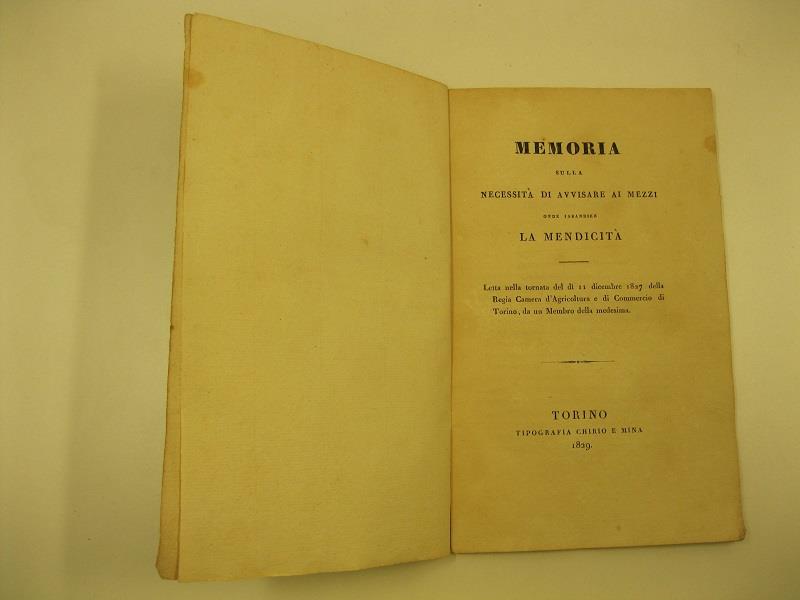 MEMORIA
SULLA
NECESSITÀ DI AVVISARE AI MEZZI
ONDE SBANDIRE
LA MENDICITÀ
Letta nella tornata del dì 11 dicembre 1827 della
Regia Camera d'Agricoltura e di Commercio di
Torino, da un Membro della medesima.
TORINO
TIPOGRAFIA CHIRIO E MINA
1829.